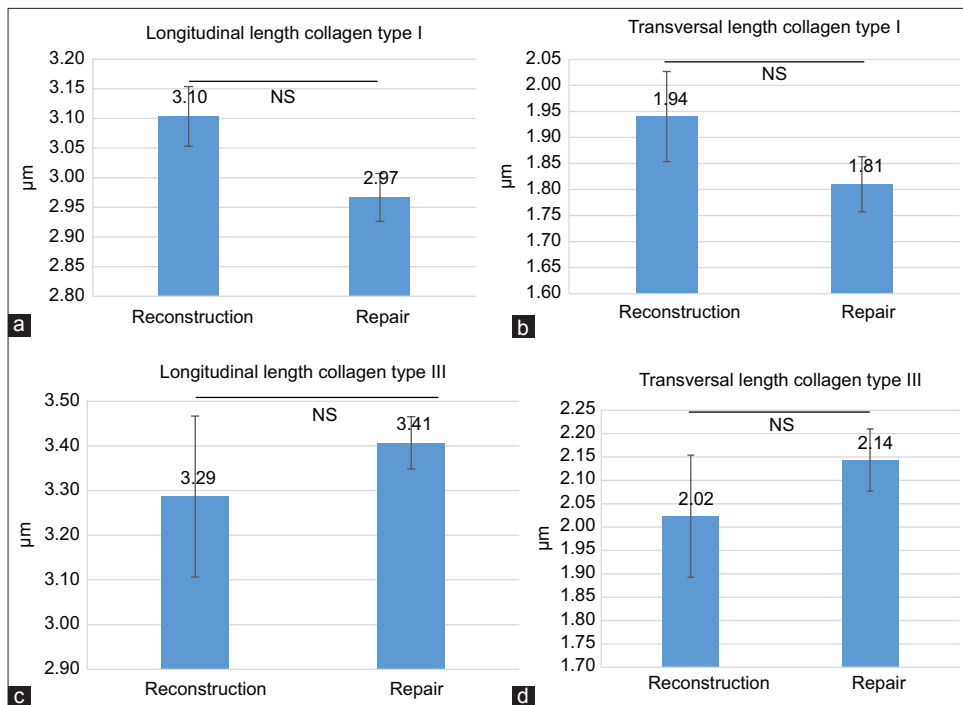 Longitudinal length collagen type I
3.20
3.15
3.10
3.05
3.00
2.95
2.90
2.85
2.80
µm
NS
3.10
2.97
Reconstruction Repair
a
Transversal length collagen type I
2.05
2.00
1.95
1.90
1.85
1.80
1.75
1.70
1.65
1.60
µm
NS
1.94
1.81
Reconstruction Repair
b
Longitudinal length collagen type III
3.50
3.40
3.30
3.20
3.10
3.00
2.90
µm
NS
3.29
3.41
Reconstruction Repair
c
Transversal length collagen type III
2.25
2.20
2.15
2.10
2.05
2.00
1.95
1.90
1.85
1.80
1.75
1.70
µm
NS
2.02
2.14
Reconstruction Repair
d